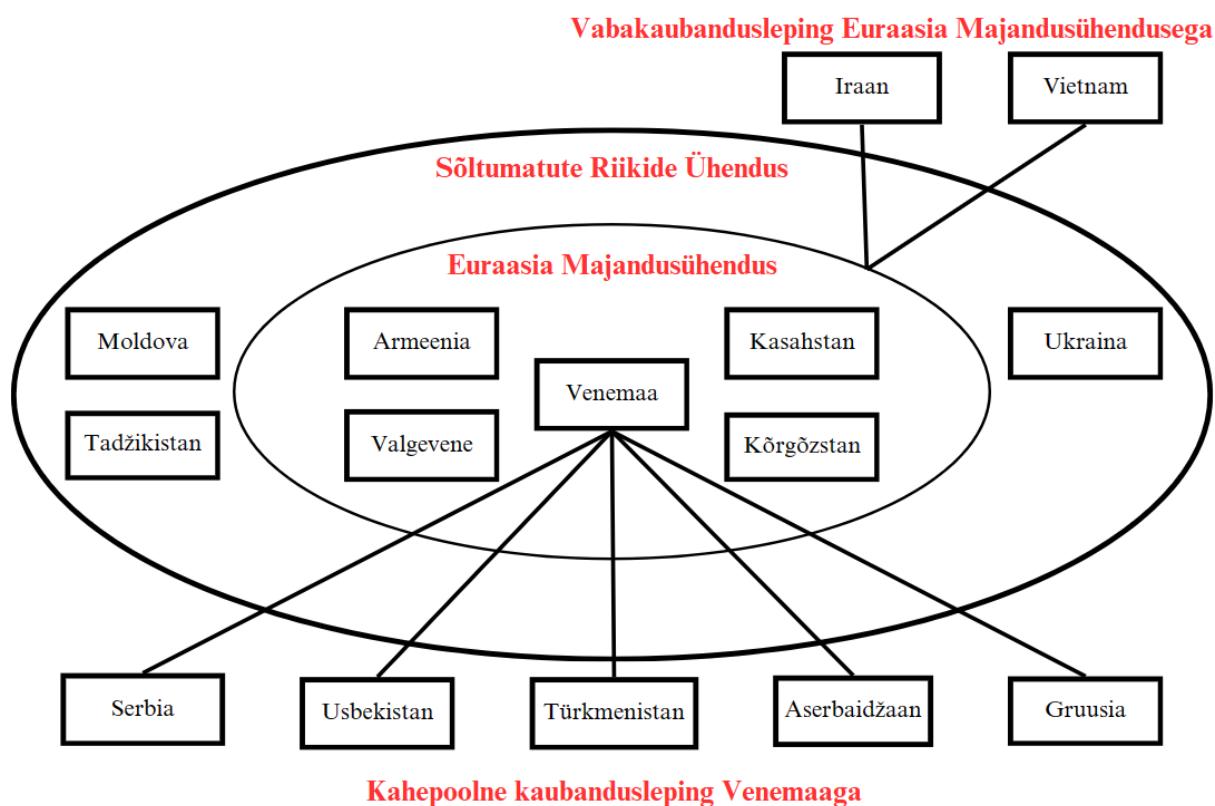 Vabakaubandusleping Euraasia Majandusühendusega
Iraan
Vietnam
Sõltumatute Riikide Ühendus
Euraasia Majandusühendus
Moldova
Armeenia
Kasahstan
Ukraina
Venemaa
Tadžikistan
Valgevene
Kõrgõzstan
Serbia
Usbekistan
Türkmenistan
Aserbaidžaan
Gruusia
Kahepoolne kaubandusleping Venemaaga